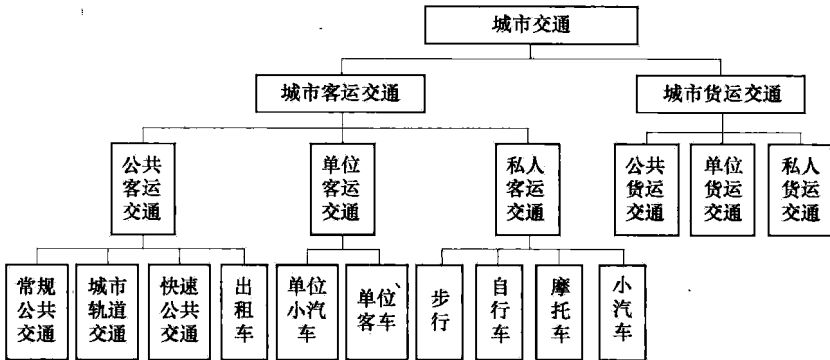 城市交通
城市客运交通
城市货运交通
公共
客运
交通
单位
客运
交通
私人
客运
交通
公共
货运
交通
单位
货运
交通
私人
货运
交通
常规
公共
交通
城市
轨道
交通
快速
公共
交通
出
租
车
单位
小汽
车
单位
客车
步
行
自
行
车
摩
托
车
小
汽
车